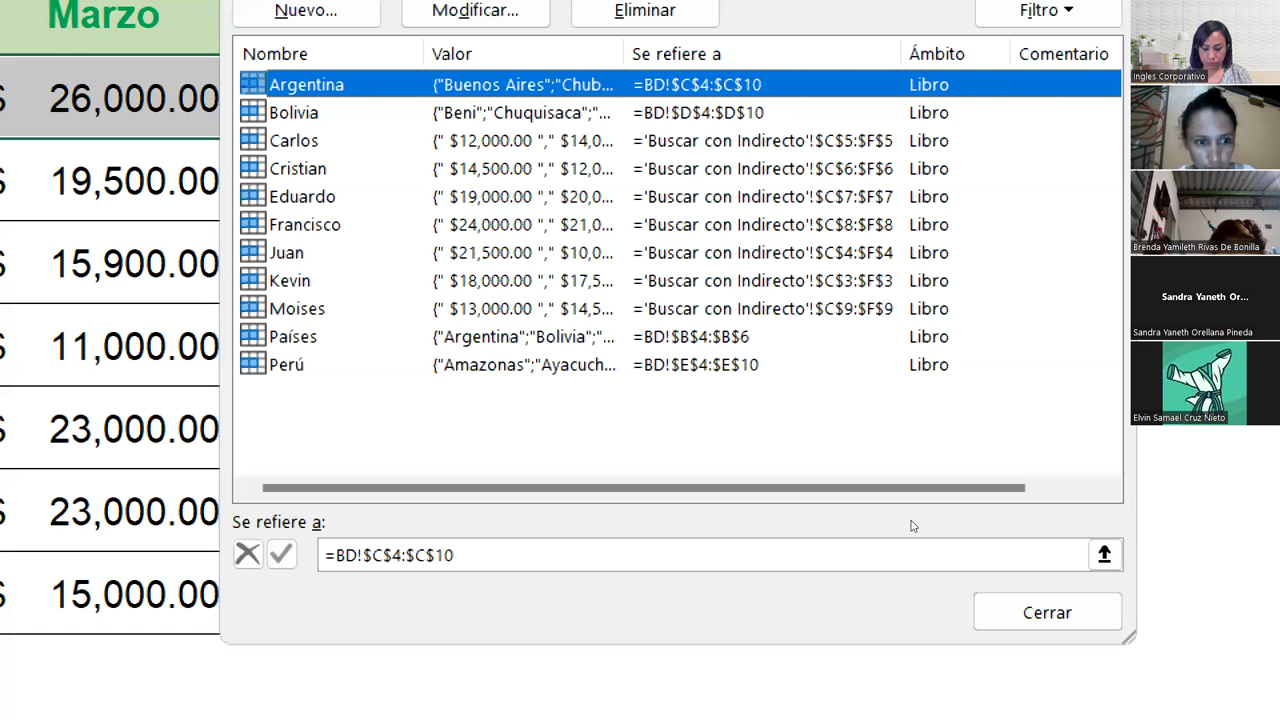 Marzo
$ 26,000.00
$ 19,500.00
$ 15,900.00
$ 11,000.00
$ 23,000.00
$ 23,000.00
$ 15,000.00
Nuevo... Modificar... Eliminar Filtro
Nombre Valor Se refiere a Ámbito Comentario
Argentina {"Buenos Aires";"Chub... =BD!$C$4:$C$10 Libro
Bolivia {"Beni";"Chuquisaca";"... =BD!$D$4:$D$10 Libro
Carlos {" $12,000.00 "," $14,0... ='Buscar con Indirecto'!$C$5:$F$5 Libro
Cristian {" $14,500.00 "," $12,0... ='Buscar con Indirecto'!$C$6:$F$6 Libro
Eduardo {" $19,000.00 "," $20,0... ='Buscar con Indirecto'!$C$7:$F$7 Libro
Francisco {" $24,000.00 "," $21,0... ='Buscar con Indirecto'!$C$8:$F$8 Libro
Juan {" $21,500.00 "," $10,0... ='Buscar con Indirecto'!$C$4:$F$4 Libro
Kevin {" $18,000.00 "," $17,5... ='Buscar con Indirecto'!$C$3:$F$3 Libro
Moises {" $13,000.00 "," $14,5... ='Buscar con Indirecto'!$C$9:$F$9 Libro
Países {"Argentina";"Bolivia";"... =BD!$B$4:$B$6 Libro
Perú {"Amazonas";"Ayacuch... =BD!$E$4:$E$10 Libro
Se refiere a:
=BD!$C$4:$C$10
Cerrar
Ingles Corporativo
Brenda Yamileth Rivas De Bonilla
Sandra Yaneth Or...
Sandra Yaneth Orellana Pineda
Elvin Samael Cruz Nieto